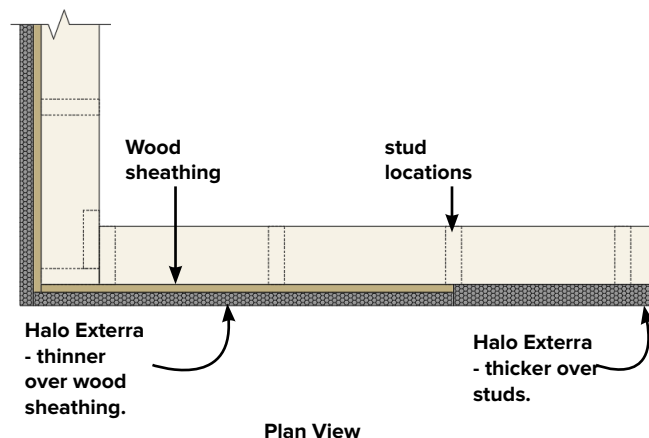 Wood
sheathing
stud
locations
Halo Exterra
- thinner
over wood
sheathing.
Halo Exterra
- thicker over
studs.
Plan View